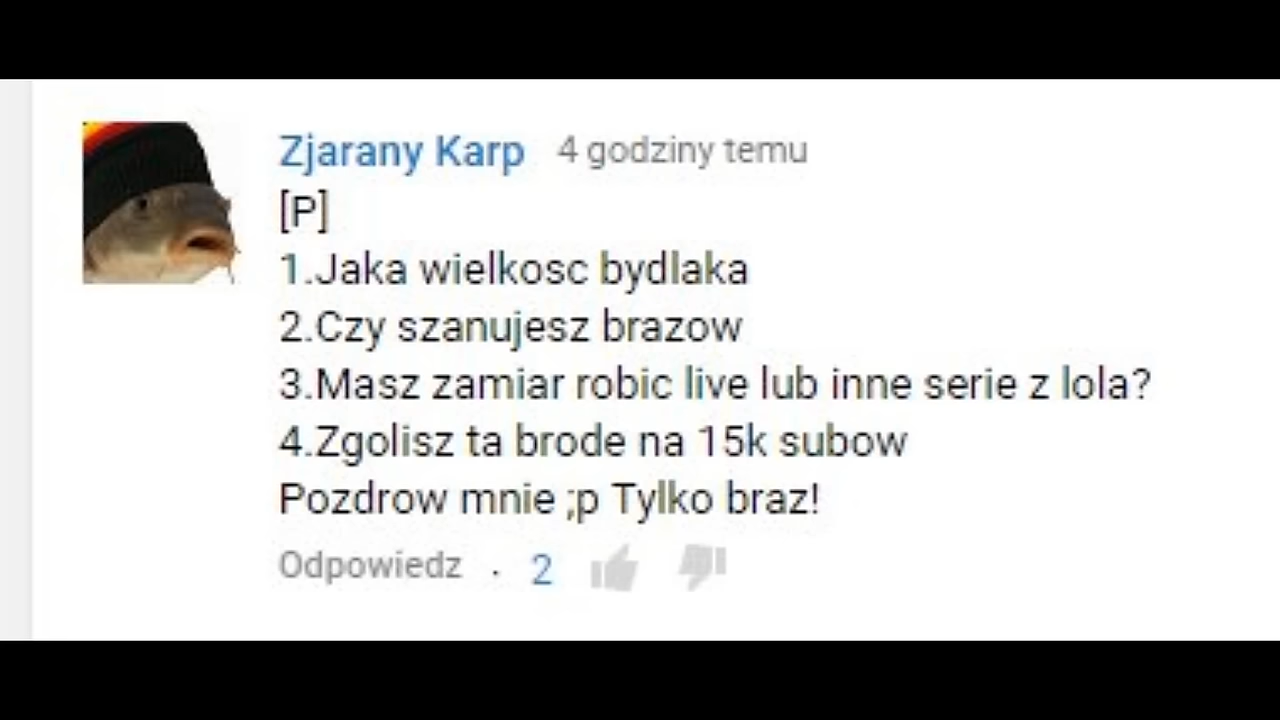 Zjarany Karp 4 godziny temu
[P]
1.Jaka wielkosc bydlaka
2.Czy szanujesz brazow
3.Masz zamiar robic live lub inne serie z lola?
4.Zgolisz ta brode na 15k subow
Pozdrow mnie ;p Tylko braz!
Odpowiedz . 2